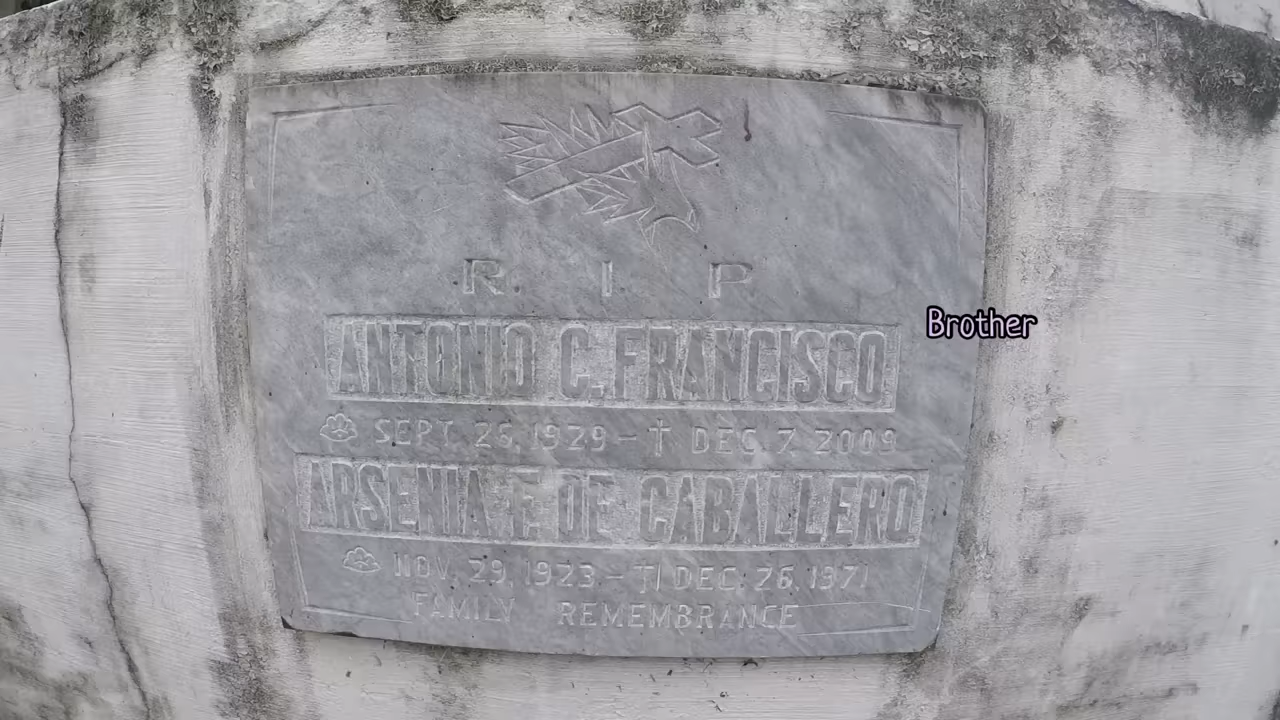 R. I P
ANTONIO C. FRANCISCO
Brother
SEPT. 26, 1929 - † DEC. 7, 2009
ARSENIA F. DE CABALLERO
NOV. 29, 1923 - † DEC. 26, 1971
FAMILY REMEMBRANCE